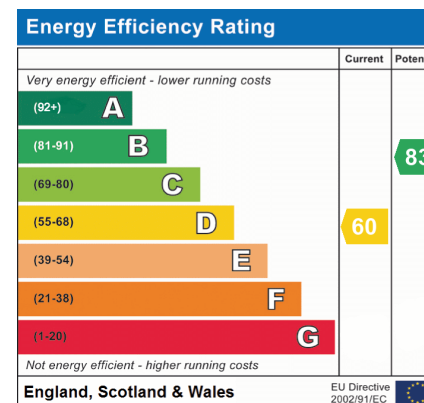 Energy Efficiency Rating
Current Poten
Very energy efficient - lower running costs
(92+) A
(81-91) B
83
(69-80) C
(55-68) D
60
(39-54) E
(21-38) F
(1-20) G
Not energy efficient - higher running costs
England, Scotland & Wales
EU Directive
2002/91/EC